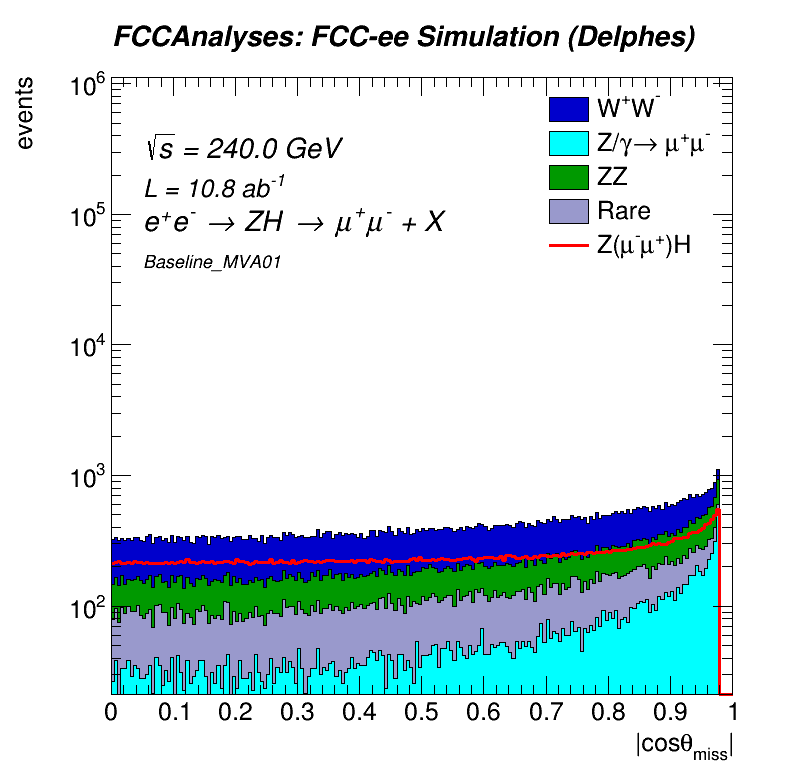 FCCAnalyses: FCC-ee Simulation (Delphes)
events
10⁶
10⁵
10⁴
10³
10²
√s = 240.0 GeV
L = 10.8 ab⁻¹
e⁺e⁻ → ZH → μ⁺μ⁻ + X
Baseline_MVA01
W⁺W⁻
Z/γ→ μ⁺μ⁻
ZZ
Rare
Z(μ⁻μ⁺)H
0 0.1 0.2 0.3 0.4 0.5 0.6 0.7 0.8 0.9 1
|cosθ_miss|